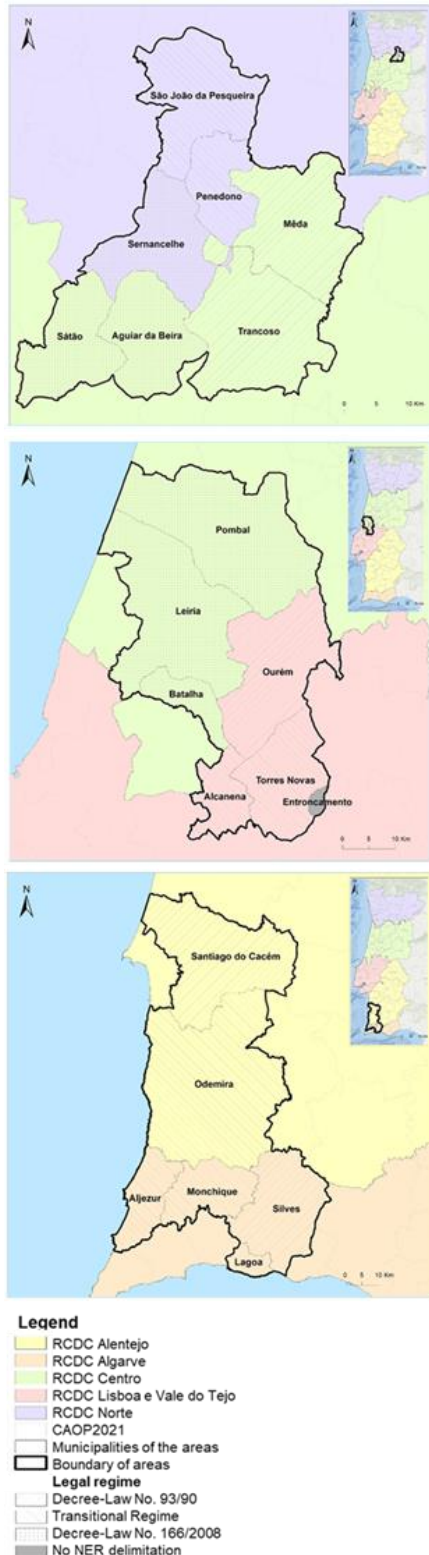 N
São João da Pesqueira
Penedono
Mêda
Sernancelhe
Sátão
Aguiar da Beira
Trancoso
0 5 10 Km
N
Pombal
Leiria
Ourém
Batalha
Alcanena
Torres Novas
Entroncamento
0 5 10 Km
N
Santiago do Cacém
Odemira
Aljezur
Monchique
Silves
Lagoa
0 5 10 Km
Legend
RCDC Alentejo
RCDC Algarve
RCDC Centro
RCDC Lisboa e Vale do Tejo
RCDC Norte
CAOP2021
Municipalities of the areas
Boundary of areas
Legal regime
Decree-Law No. 93/90
Transitional Regime
Decree-Law No. 166/2008
No NER delimitation